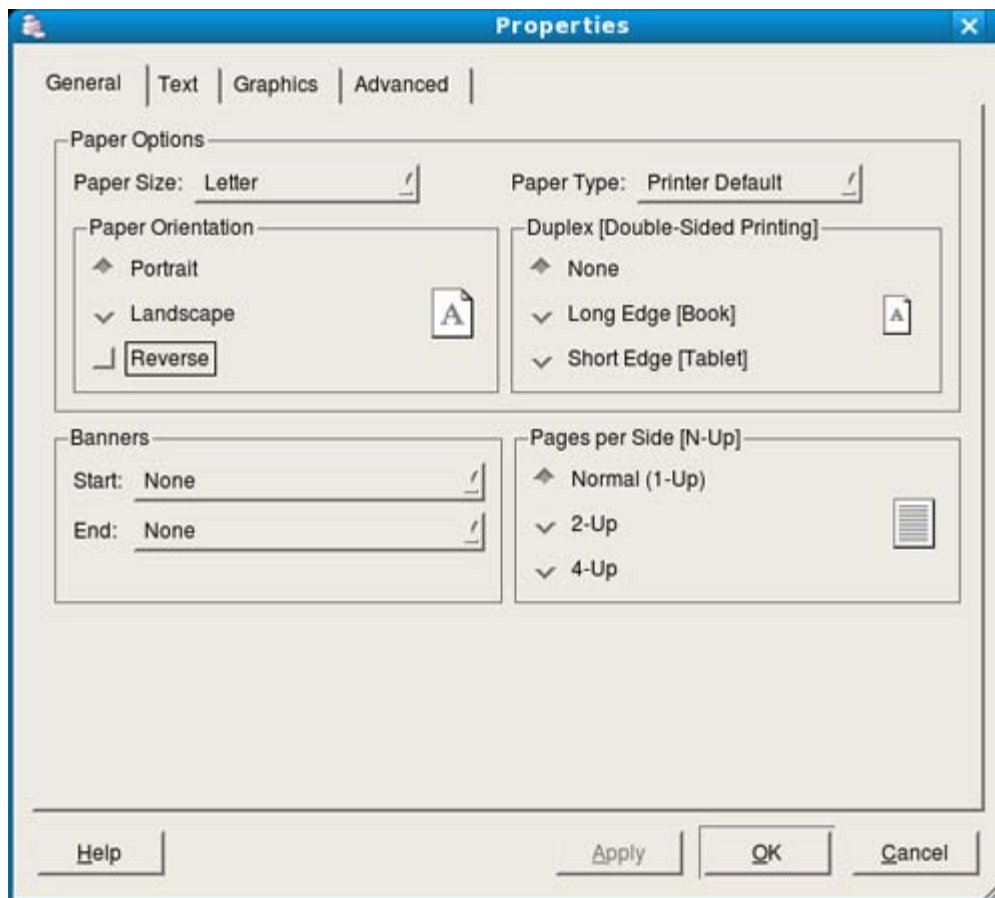 Properties
General Text Graphics Advanced
Paper Options
Paper Size: Letter
Paper Type: Printer Default
Paper Orientation
Portrait
Landscape
Reverse
A
Duplex [Double-Sided Printing]
None
Long Edge [Book]
Short Edge [Tablet]
A
Banners
Start: None
End: None
Pages per Side [N-Up]
Normal (1-Up)
2-Up
4-Up
Help
Apply
OK
Cancel